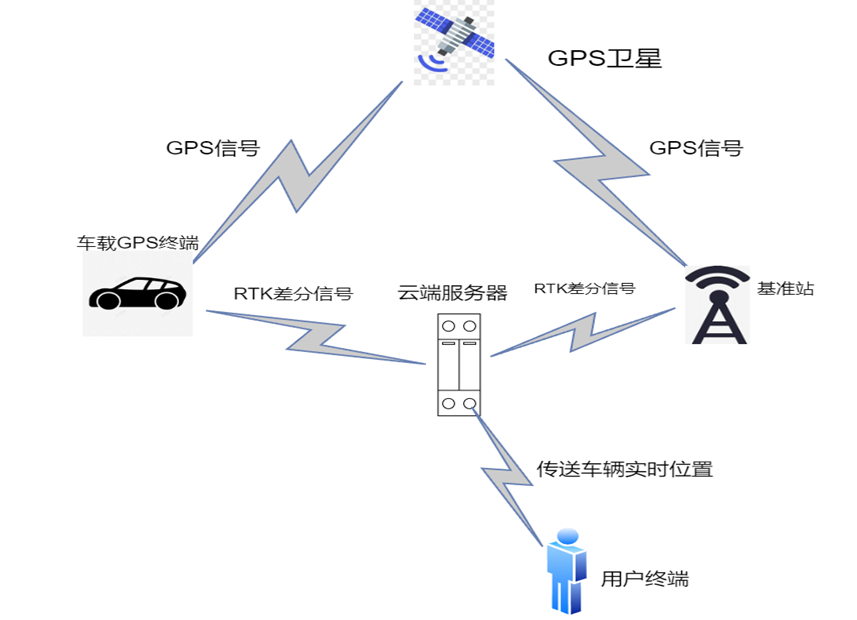 GPS卫星
GPS信号
GPS信号
车载GPS终端
RTK差分信号
云端服务器
RTK差分信号
基准站
传送车辆实时位置
用户终端